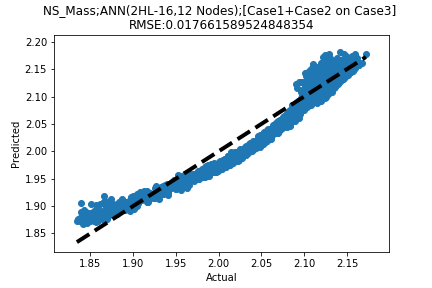 NS_Mass;ANN(2HL-16,12 Nodes);[Case1+Case2 on Case3]
RMSE:0.017661589524848354
2.20
2.15
2.10
2.05
2.00
1.95
1.90
1.85
Predicted
1.85 1.90 1.95 2.00 2.05 2.10 2.15
Actual